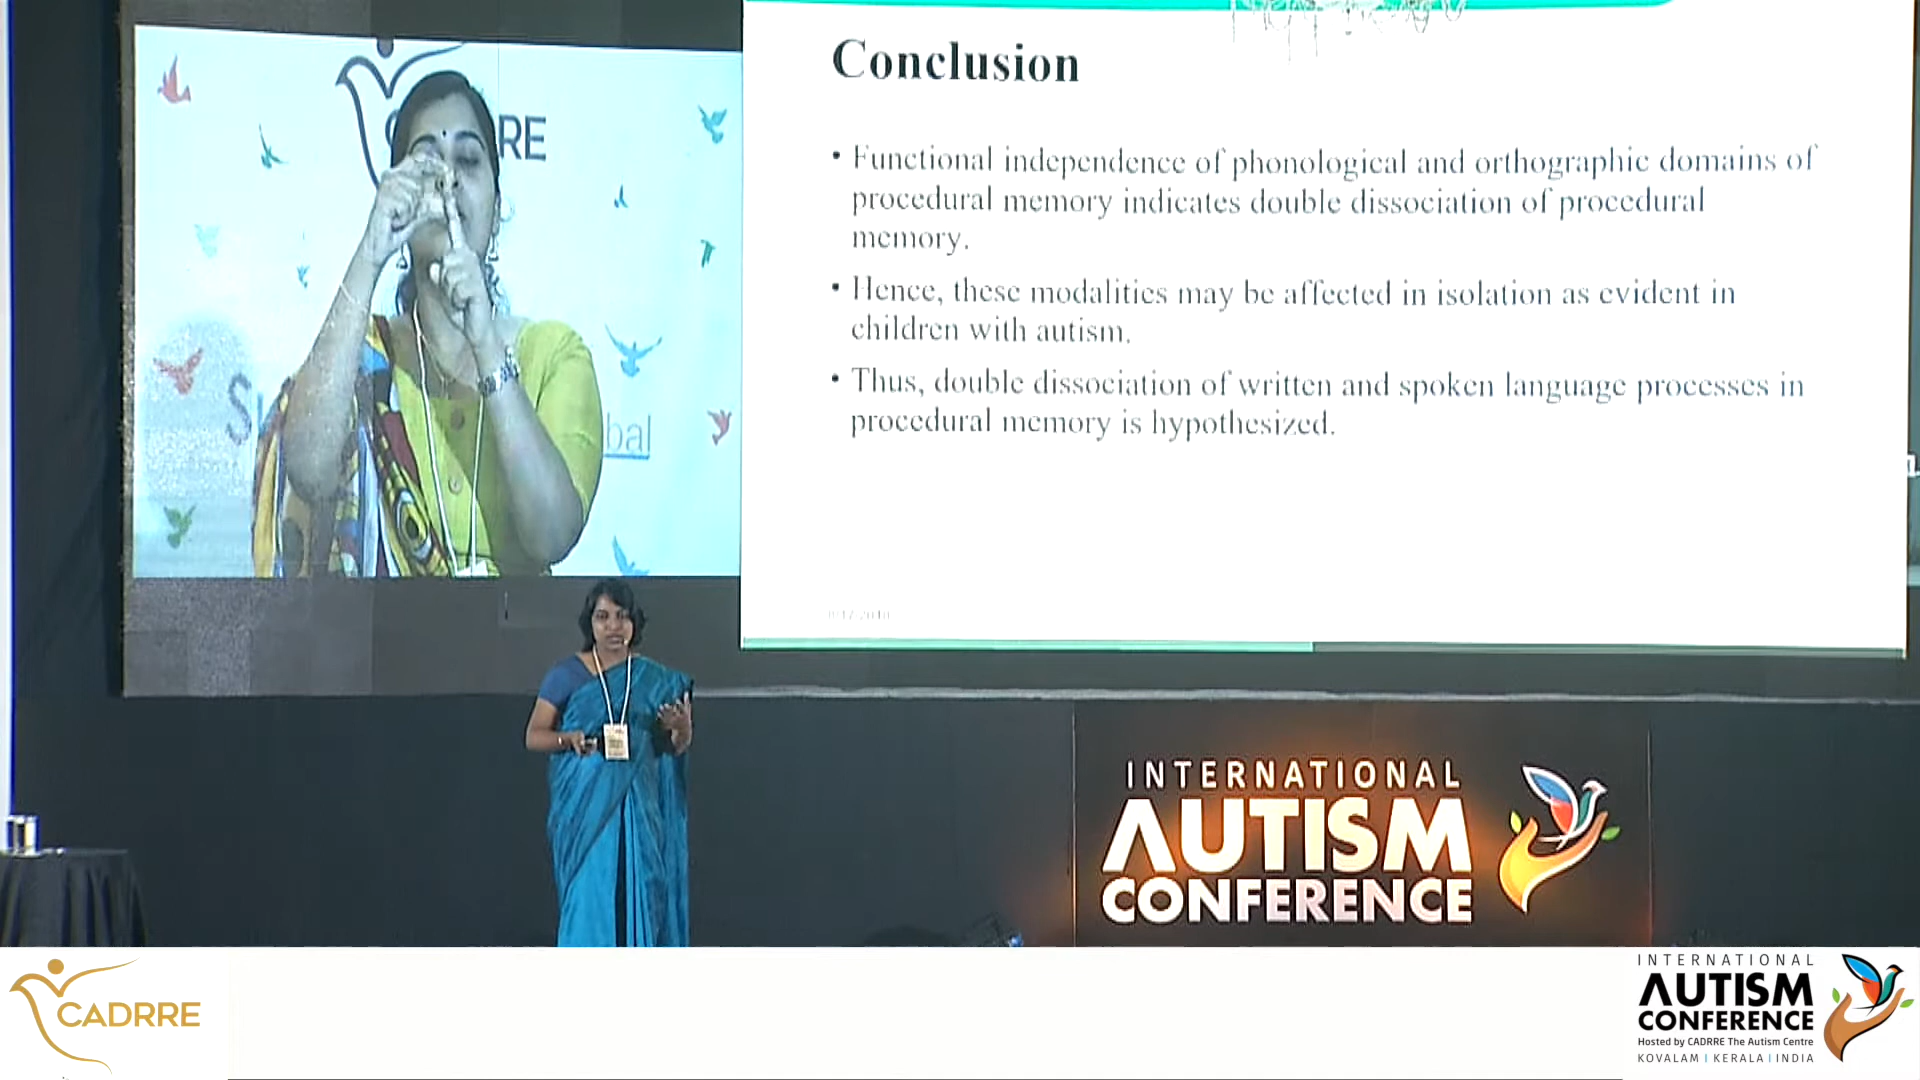 Conclusion
• Functional independence of phonological and orthographic domains of
procedural memory indicates double dissociation of procedural
memory.
• Hence, these modalities may be affected in isolation as evident in
children with autism.
• Thus, double dissociation of written and spoken language processes in
procedural memory is hypothesized.
RE
S
bal
INTERNATIONAL
AUTISM
CONFERENCE
CADRRE
INTERNATIONAL
AUTISM
CONFERENCE
Hosted by CADRRE The Autism Centre
KOVALAM | KERALA | INDIA